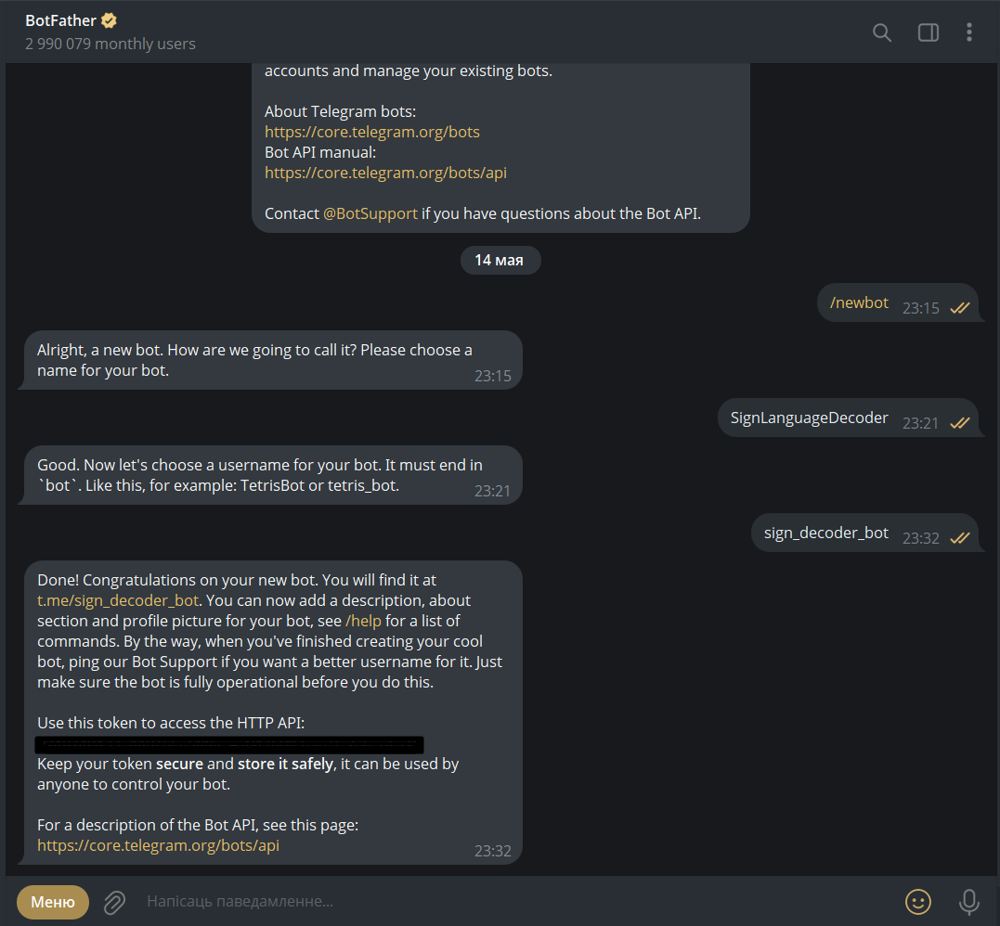 BotFather
2 990 079 monthly users
accounts and manage your existing bots.
About Telegram bots:
https://core.telegram.org/bots
Bot API manual:
https://core.telegram.org/bots/api
Contact @BotSupport if you have questions about the Bot API.
14 мая
/newbot 23:15
Alright, a new bot. How are we going to call it? Please choose a
name for your bot. 23:15
SignLanguageDecoder 23:21
Good. Now let's choose a username for your bot. It must end in
`bot`. Like this, for example: TetrisBot or tetris_bot. 23:21
sign_decoder_bot 23:32
Done! Congratulations on your new bot. You will find it at
t.me/sign_decoder_bot. You can now add a description, about
section and profile picture for your bot, see /help for a list of
commands. By the way, when you've finished creating your cool
bot, ping our Bot Support if you want a better username for it. Just
make sure the bot is fully operational before you do this.
Use this token to access the HTTP API:
Keep your token secure and store it safely, it can be used by
anyone to control your bot.
For a description of the Bot API, see this page:
https://core.telegram.org/bots/api 23:32
Меню Напісаць паведамленне...